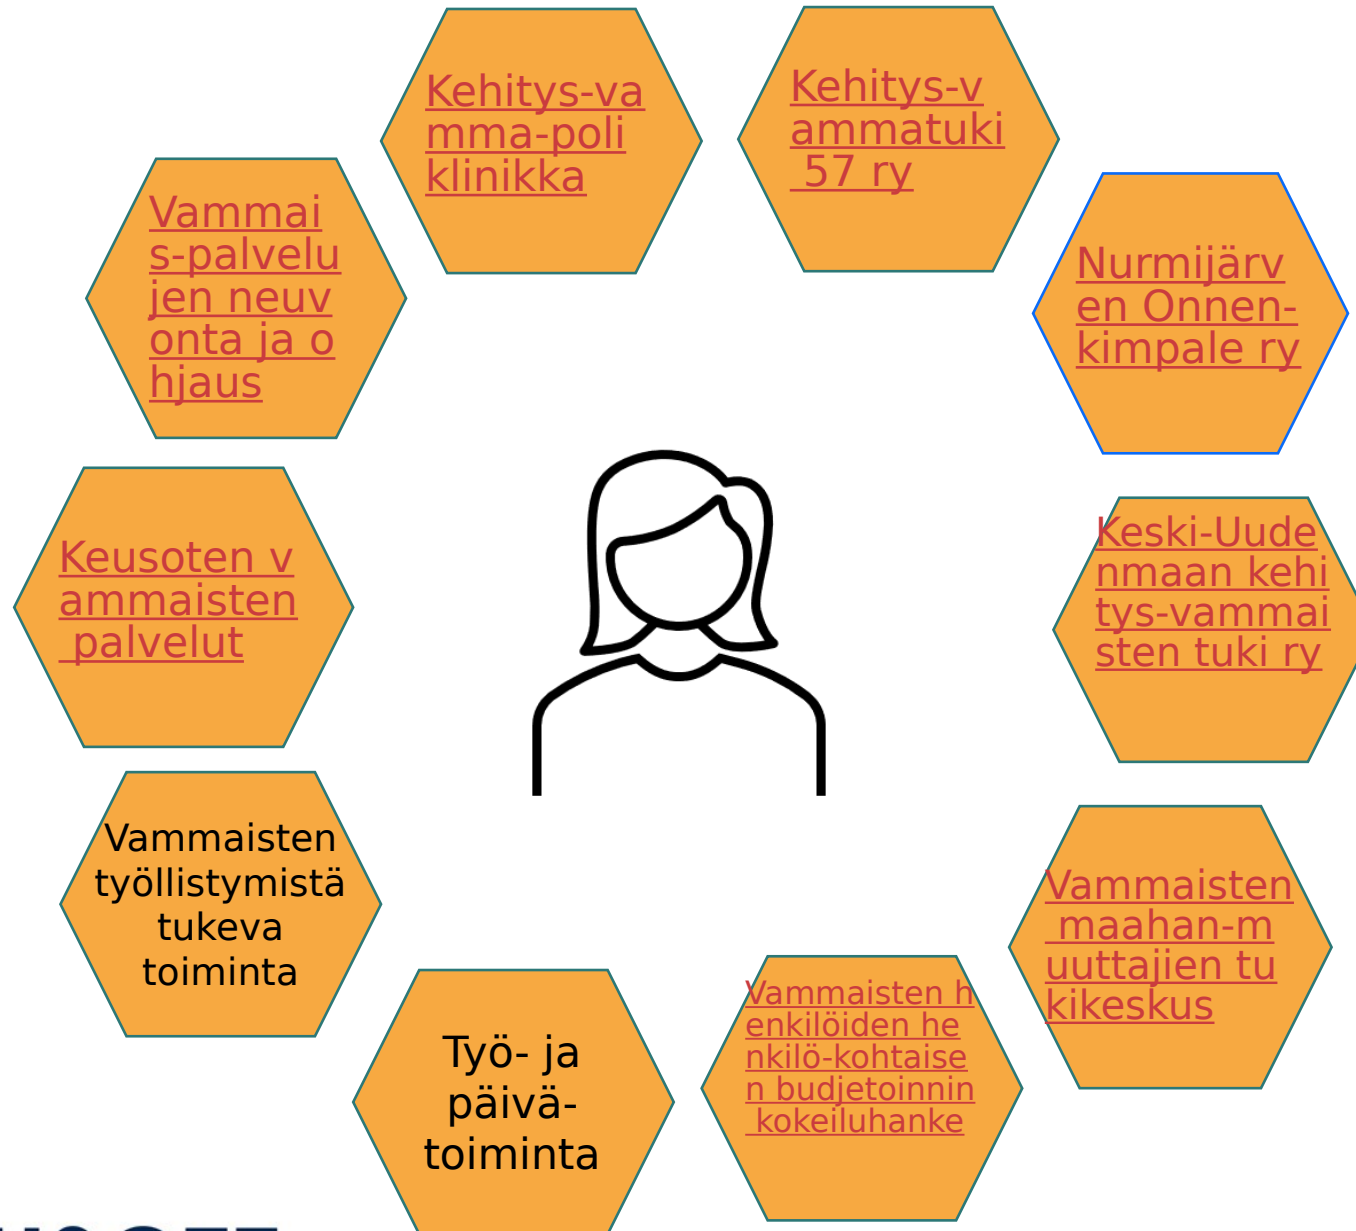 Kehitys-va
mma-poli
klinikka
Kehitys-v
ammatuki
57 ry
Vammai
s-palvelu
jen neuv
onta ja o
hjaus
Nurmijärv
en Onnen-
kimpale ry
Keusoten v
ammaisten
palvelut
Keski-Uude
nmaan kehi
tys-vammai
sten tuki ry
Vammaisten
työllistymistä
tukeva
toiminta
Vammaisten
maahan-m
uuttajien tu
kikeskus
Työ- ja
päivä-
toiminta
Vammaisten h
enkilöiden he
nkilö-kohtaise
n budjetoinnin
kokeiluhanke